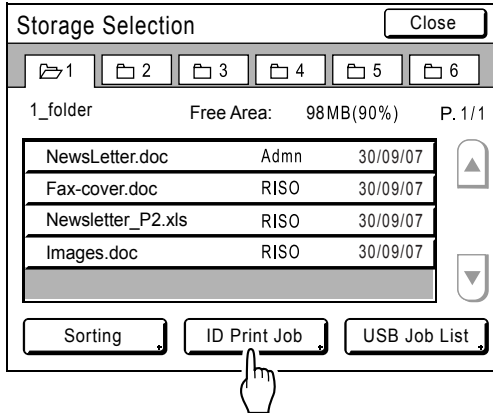 Storage Selection Close
1 2 3 4 5 6
1_folder Free Area: 98MB(90%) P. 1/1
NewsLetter.doc Admn 30/09/07
Fax-cover.doc RISO 30/09/07
Newsletter_P2.xls RISO 30/09/07
Images.doc RISO 30/09/07
Sorting ID Print Job USB Job List